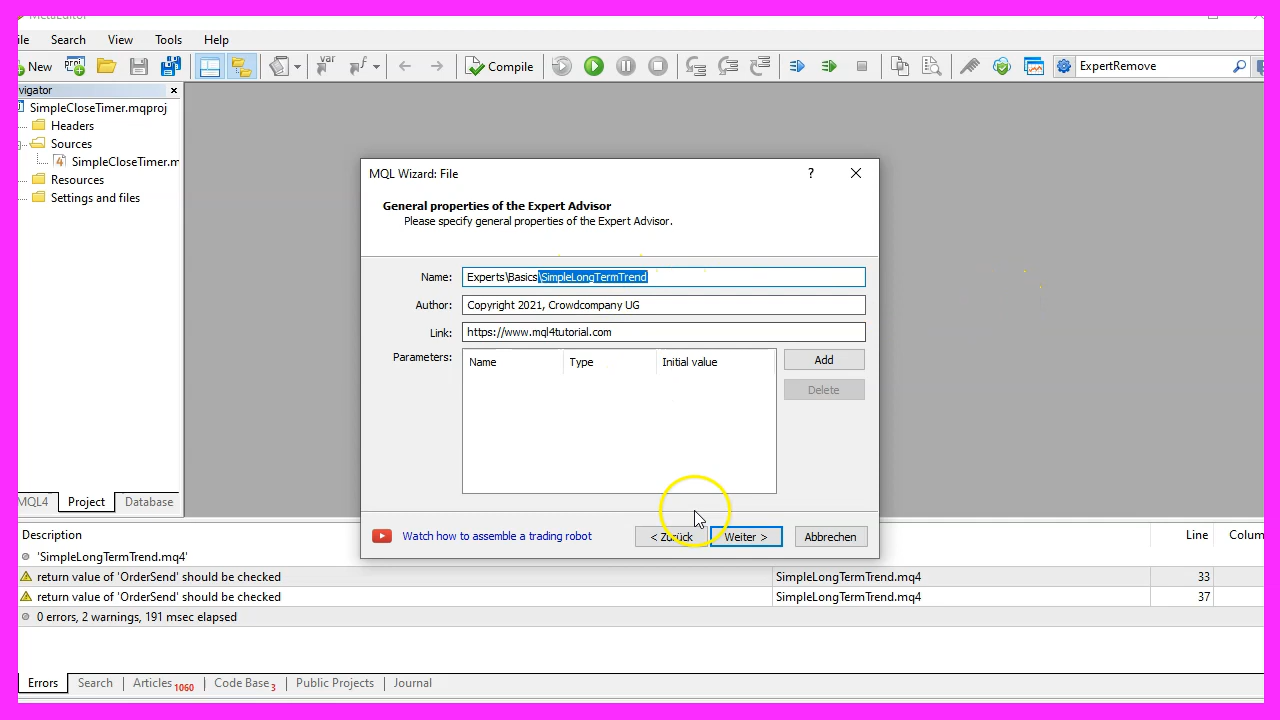 MetaEditor
ile Search View Tools Help
New Compile ExpertRemove
vigator
SimpleCloseTimer.mqproj
Headers
Sources
SimpleCloseTimer.m
Resources
Settings and files
MQL4 Project Database
MQL Wizard: File ?
General properties of the Expert Advisor
Please specify general properties of the Expert Advisor.
Name: Experts\Basics\SimpleLongTermTrend
Author: Copyright 2021, Crowdcompany UG
Link: https://www.mql4tutorial.com
Parameters: Name Type Initial value Add
Delete
Watch how to assemble a trading robot < Zurück Weiter > Abbrechen
Description Line Colum
'SimpleLongTermTrend.mq4'
return value of 'OrderSend' should be checked SimpleLongTermTrend.mq4 33
return value of 'OrderSend' should be checked SimpleLongTermTrend.mq4 37
0 errors, 2 warnings, 191 msec elapsed
Errors Search Articles 1060 Code Base 3 Public Projects Journal